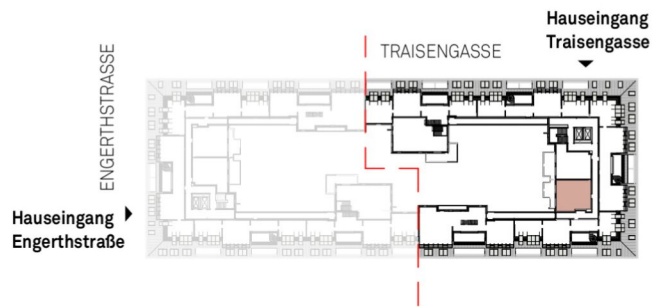 Hauseingang
Traisengasse
TRAISENGASSE
ENGERTHSTRASSE
Hauseingang
Engerthstraße